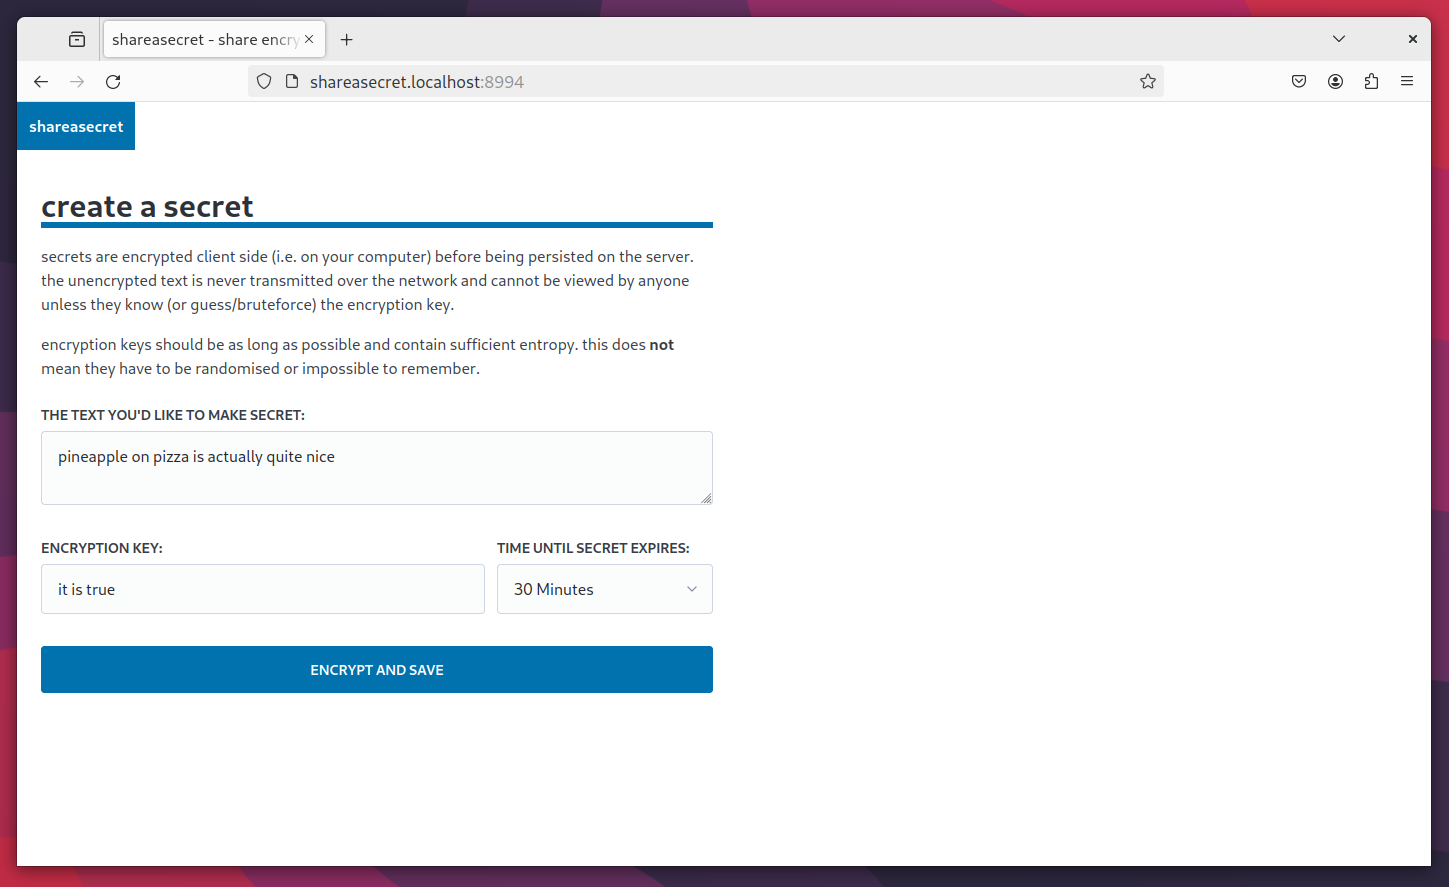 shareasecret - share encry
shareasecret.localhost:8994
shareasecret
create a secret
secrets are encrypted client side (i.e. on your computer) before being persisted on the server.
the unencrypted text is never transmitted over the network and cannot be viewed by anyone
unless they know (or guess/bruteforce) the encryption key.
encryption keys should be as long as possible and contain sufficient entropy. this does not
mean they have to be randomised or impossible to remember.
THE TEXT YOU'D LIKE TO MAKE SECRET:
pineapple on pizza is actually quite nice
ENCRYPTION KEY:
TIME UNTIL SECRET EXPIRES:
it is true
30 Minutes
ENCRYPT AND SAVE